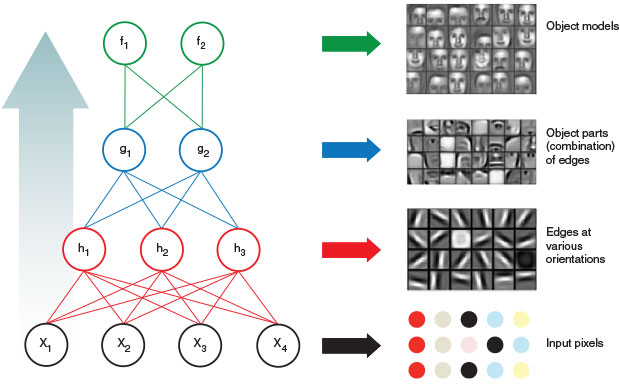 f1 f2
Object models
g1 g2
Object parts
(combination)
of edges
h1 h2 h3
Edges at
various
orientations
X1 X2 X3 X4
Input pixels